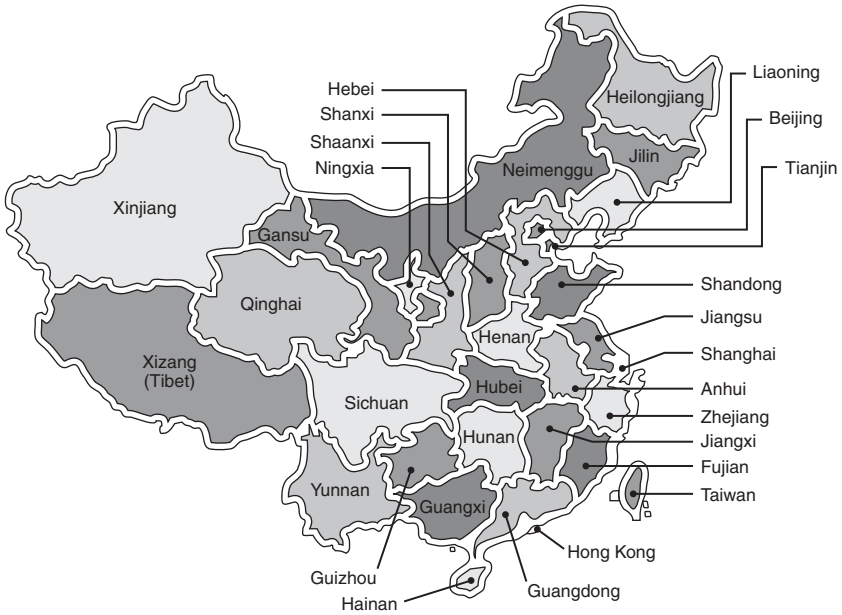 Hebei
Shanxi
Shaanxi
Ningxia
Liaoning
Beijing
Tianjin
Heilongjiang
Jilin
Neimenggu
Xinjiang
Gansu
Qinghai
Xizang
(Tibet)
Shandong
Jiangsu
Shanghai
Anhui
Zhejiang
Jiangxi
Fujian
Taiwan
Henan
Hubei
Sichuan
Hunan
Yunnan
Guangxi
Guizhou
Hainan
Hong Kong
Guangdong